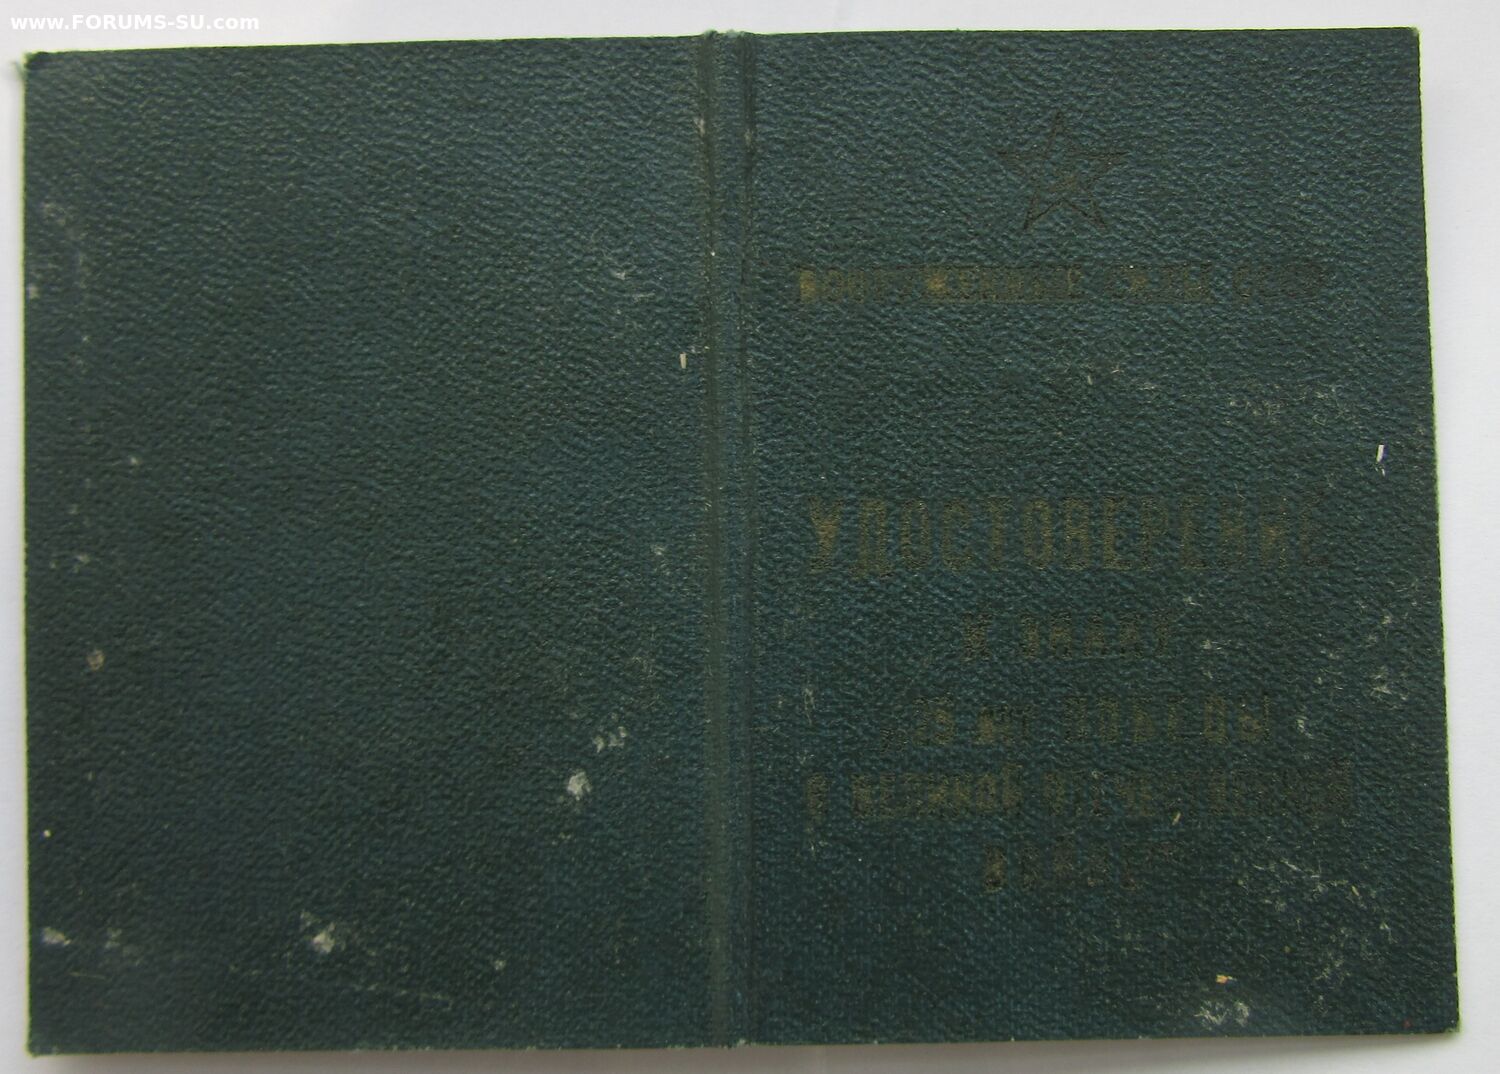 www.FORUMS-SU.com
ВООРУЖЕННЫЕ СИЛЫ СССР
УДОСТОВЕРЕНИЕ
К ЗНАКУ
„25 лет ПОБЕДЫ
В ВЕЛИКОЙ ОТЕЧЕСТВЕННОЙ
ВОЙНЕ"